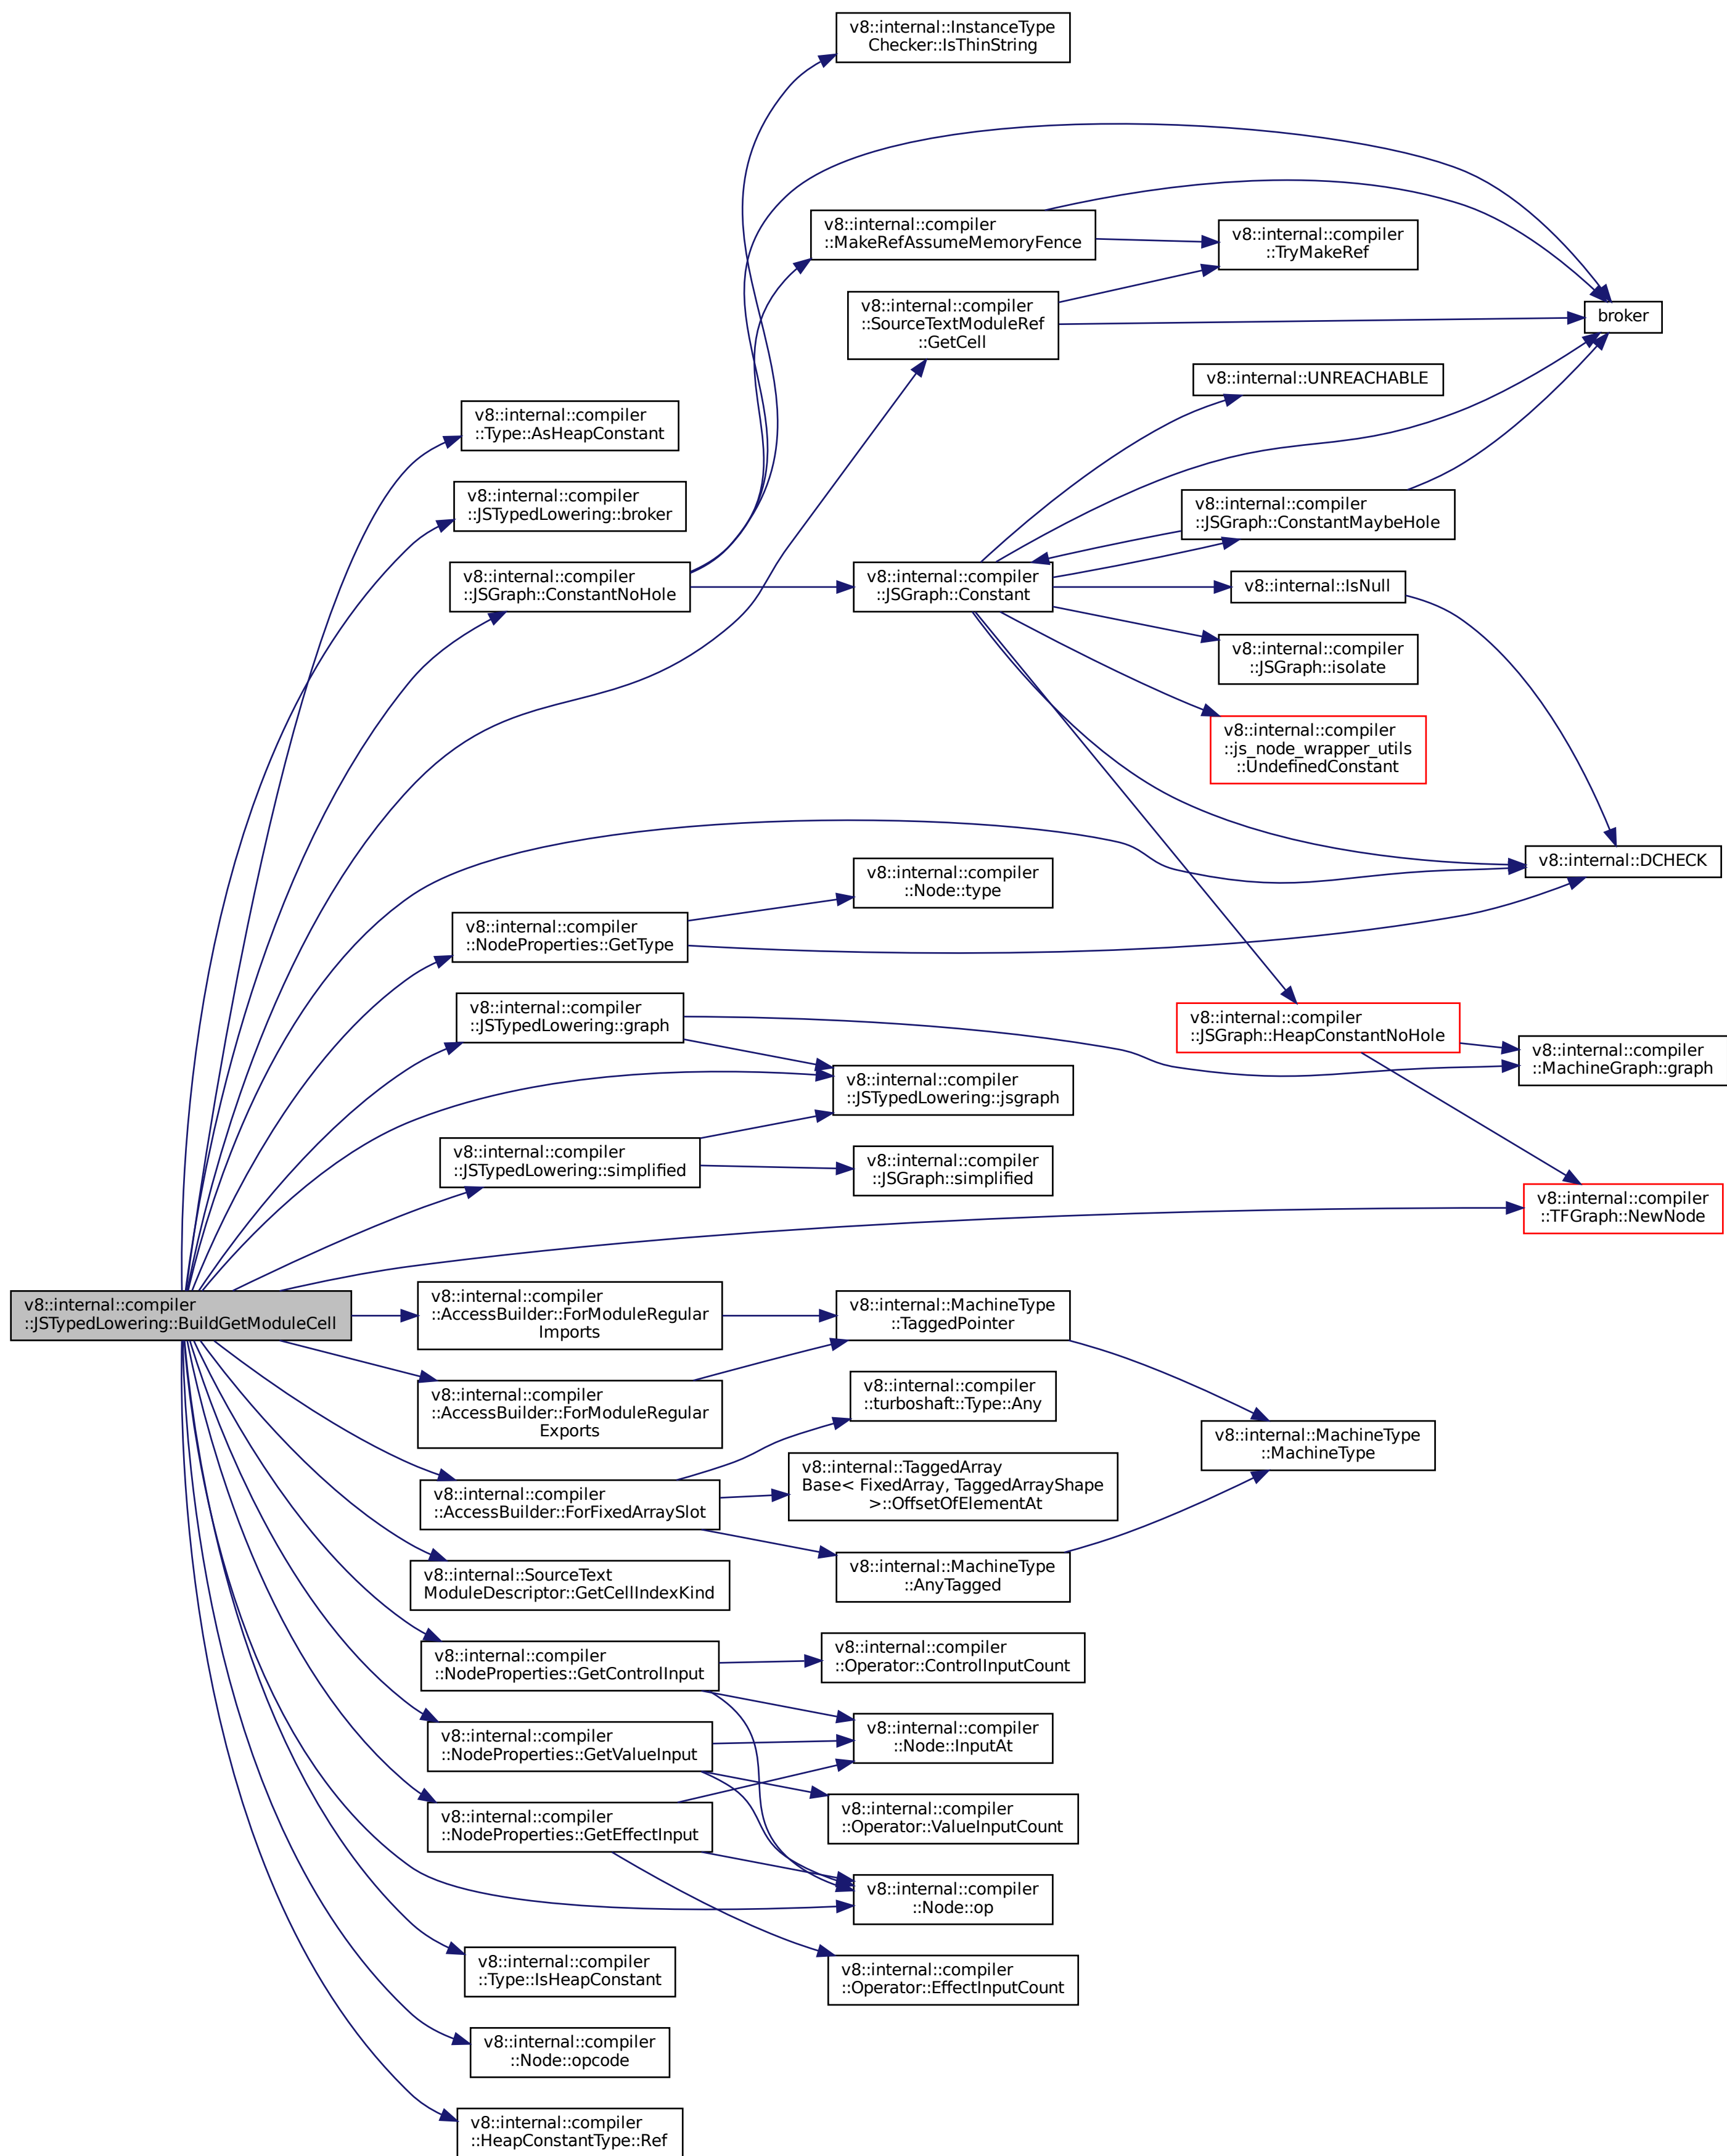 v8::internal::InstanceType
Checker::IsThinString
v8::internal::compiler
::MakeRefAssumeMemoryFence
v8::internal::compiler
::TryMakeRef
v8::internal::compiler
::SourceTextModuleRef
::GetCell
broker
v8::internal::UNREACHABLE
v8::internal::compiler
::Type::AsHeapConstant
v8::internal::compiler
::JSTypedLowering::broker
v8::internal::compiler
::JSGraph::ConstantMaybeHole
v8::internal::compiler
::JSGraph::ConstantNoHole
v8::internal::compiler
::JSGraph::Constant
v8::internal::IsNull
v8::internal::compiler
::JSGraph::isolate
v8::internal::compiler
::js_node_wrapper_utils
::UndefinedConstant
v8::internal::DCHECK
v8::internal::compiler
::Node::type
v8::internal::compiler
::NodeProperties::GetType
v8::internal::compiler
::JSTypedLowering::graph
v8::internal::compiler
::JSGraph::HeapConstantNoHole
v8::internal::compiler
::MachineGraph::graph
v8::internal::compiler
::JSTypedLowering::jsgraph
v8::internal::compiler
::JSTypedLowering::simplified
v8::internal::compiler
::JSGraph::simplified
v8::internal::compiler
::TFGraph::NewNode
v8::internal::compiler
::JSTypedLowering::BuildGetModuleCell
v8::internal::compiler
::AccessBuilder::ForModuleRegular
Imports
v8::internal::MachineType
::TaggedPointer
v8::internal::compiler
::AccessBuilder::ForModuleRegular
Exports
v8::internal::compiler
::turboshaft::Type::Any
v8::internal::MachineType
::MachineType
v8::internal::compiler
::AccessBuilder::ForFixedArraySlot
v8::internal::TaggedArray
Base< FixedArray, TaggedArrayShape
>::OffsetOfElementAt
v8::internal::MachineType
::AnyTagged
v8::internal::SourceText
ModuleDescriptor::GetCellIndexKind
v8::internal::compiler
::NodeProperties::GetControlInput
v8::internal::compiler
::Operator::ControlInputCount
v8::internal::compiler
::NodeProperties::GetValueInput
v8::internal::compiler
::Node::InputAt
v8::internal::compiler
::NodeProperties::GetEffectInput
v8::internal::compiler
::Operator::ValueInputCount
v8::internal::compiler
::Node::op
v8::internal::compiler
::Type::IsHeapConstant
v8::internal::compiler
::Operator::EffectInputCount
v8::internal::compiler
::Node::opcode
v8::internal::compiler
::HeapConstantType::Ref